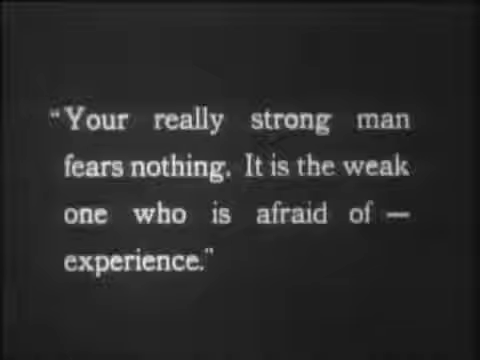 “Your really strong man
fears nothing. It is the weak
one who is afraid of —
experience.”